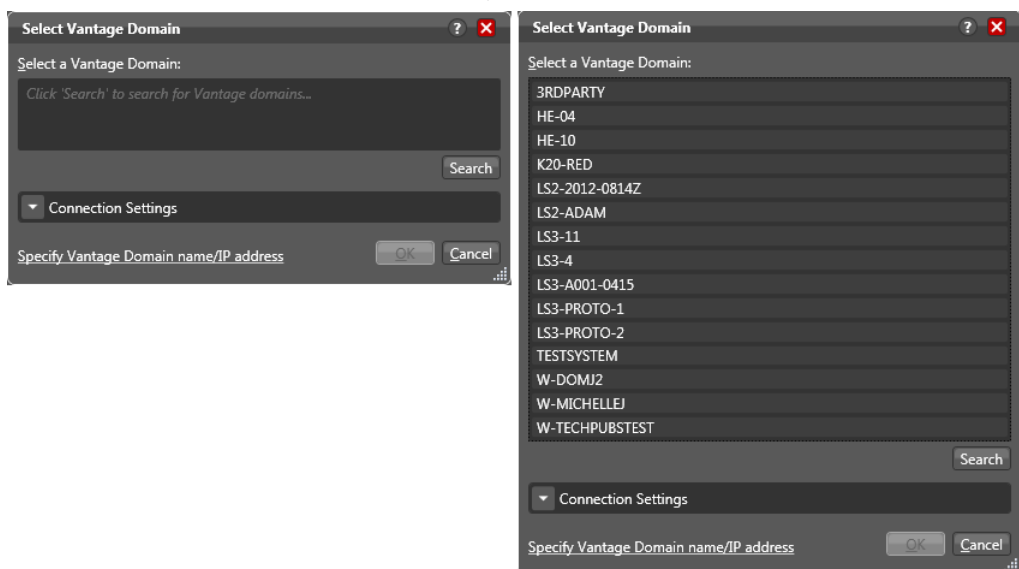 Select Vantage Domain
?
Select a Vantage Domain:
Click 'Search' to search for Vantage domains...
Search
Connection Settings
Specify Vantage Domain name/IP address
OK
Cancel
Select Vantage Domain
?
Select a Vantage Domain:
3RDPARTY
HE-04
HE-10
K20-RED
LS2-2012-0814Z
LS2-ADAM
LS3-11
LS3-4
LS3-A001-0415
LS3-PROTO-1
LS3-PROTO-2
TESTSYSTEM
W-DOMJ2
W-MICHELLEJ
W-TECHPUBSTEST
Search
Connection Settings
Specify Vantage Domain name/IP address
OK
Cancel